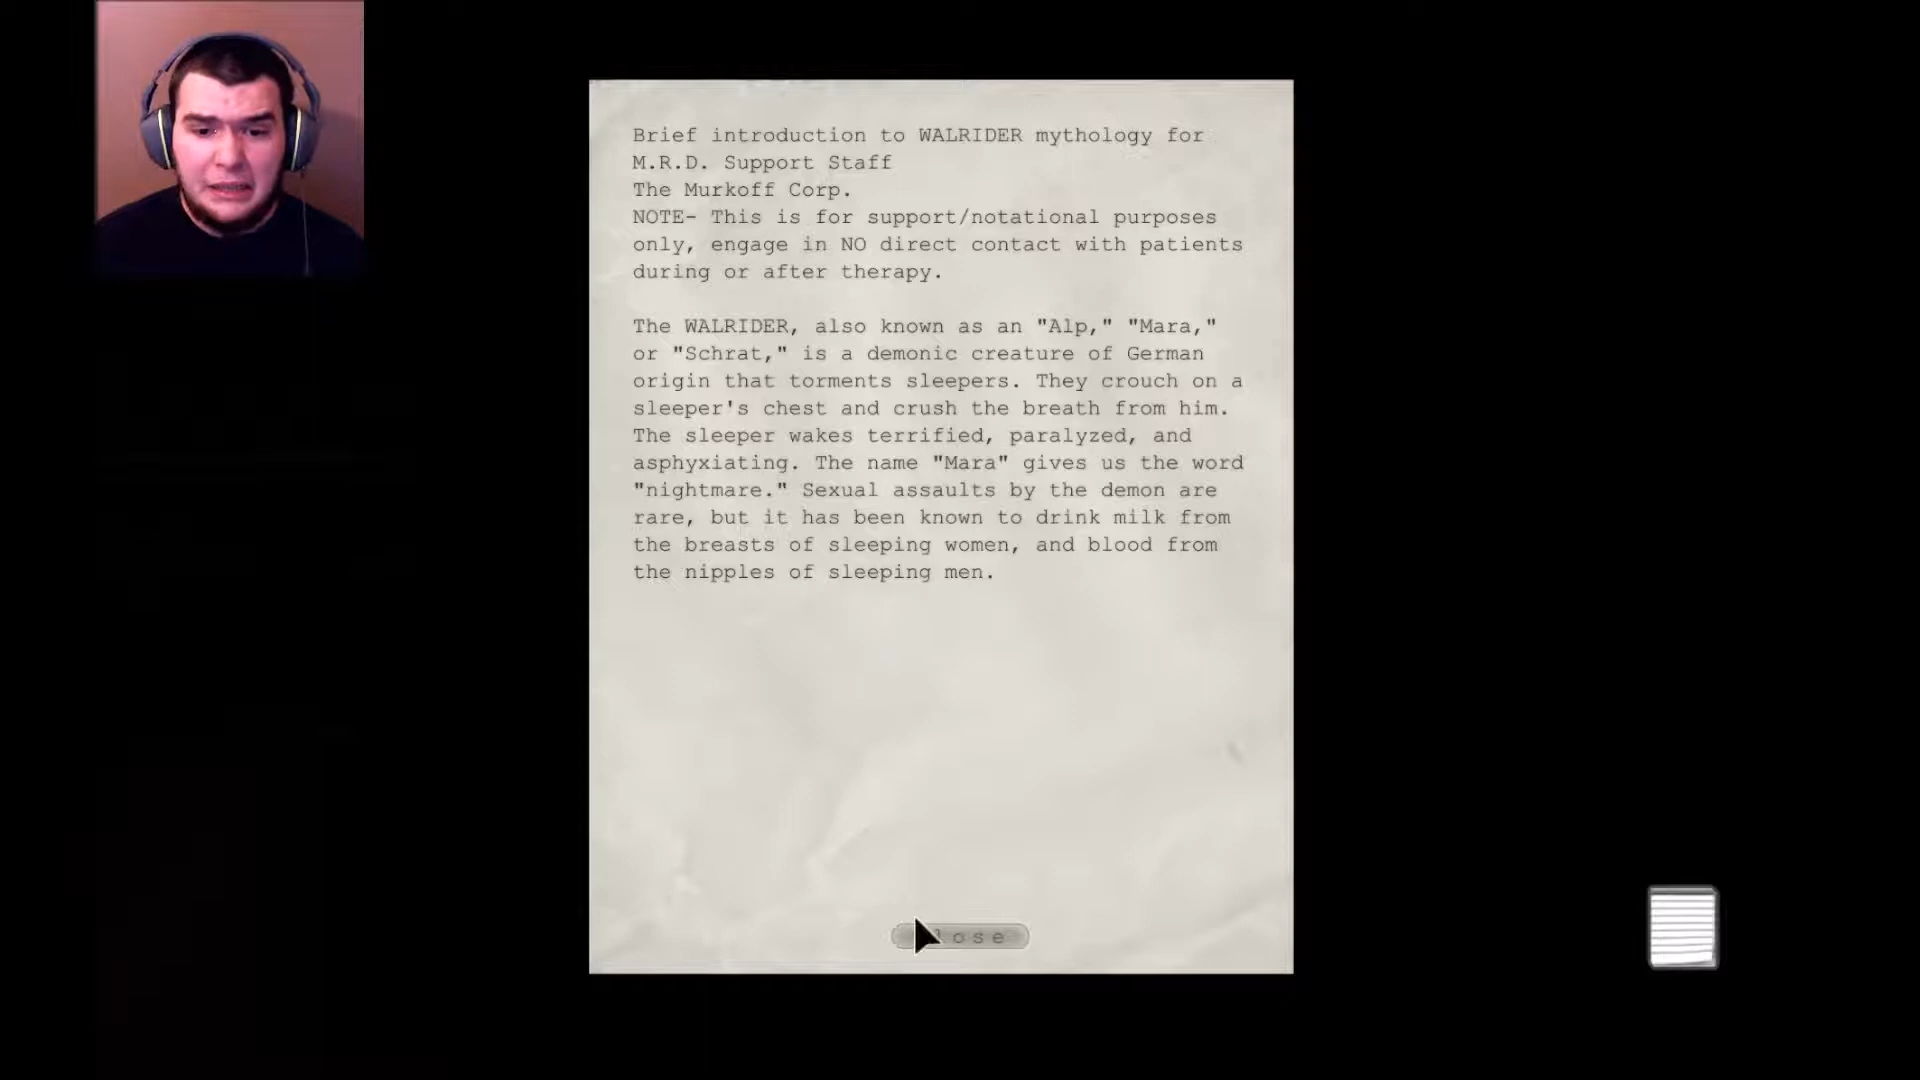 Brief introduction to WALRIDER mythology for
M.R.D. Support Staff
The Murkoff Corp.
NOTE- This is for support/notational purposes
only, engage in NO direct contact with patients
during or after therapy.
The WALRIDER, also known as an "Alp," "Mara,"
or "Schrat," is a demonic creature of German
origin that torments sleepers. They crouch on a
sleeper's chest and crush the breath from him.
The sleeper wakes terrified, paralyzed, and
asphyxiating. The name "Mara" gives us the word
"nightmare." Sexual assaults by the demon are
rare, but it has been known to drink milk from
the breasts of sleeping women, and blood from
the nipples of sleeping men.